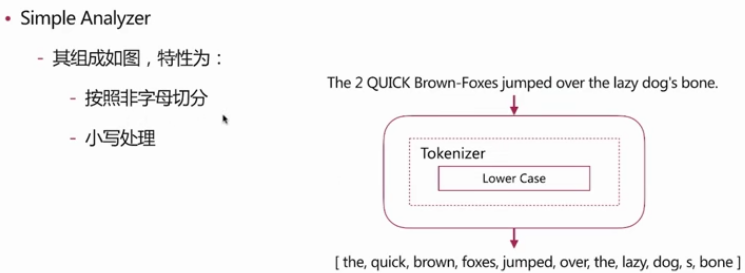 • Simple Analyzer
- 其组成如图，特性为：
- 按照非字母切分
- 小写处理
The 2 QUICK Brown-Foxes jumped over the lazy dog's bone.
Tokenizer
Lower Case
[ the, quick, brown, foxes, jumped, over, the, lazy, dog, s, bone ]